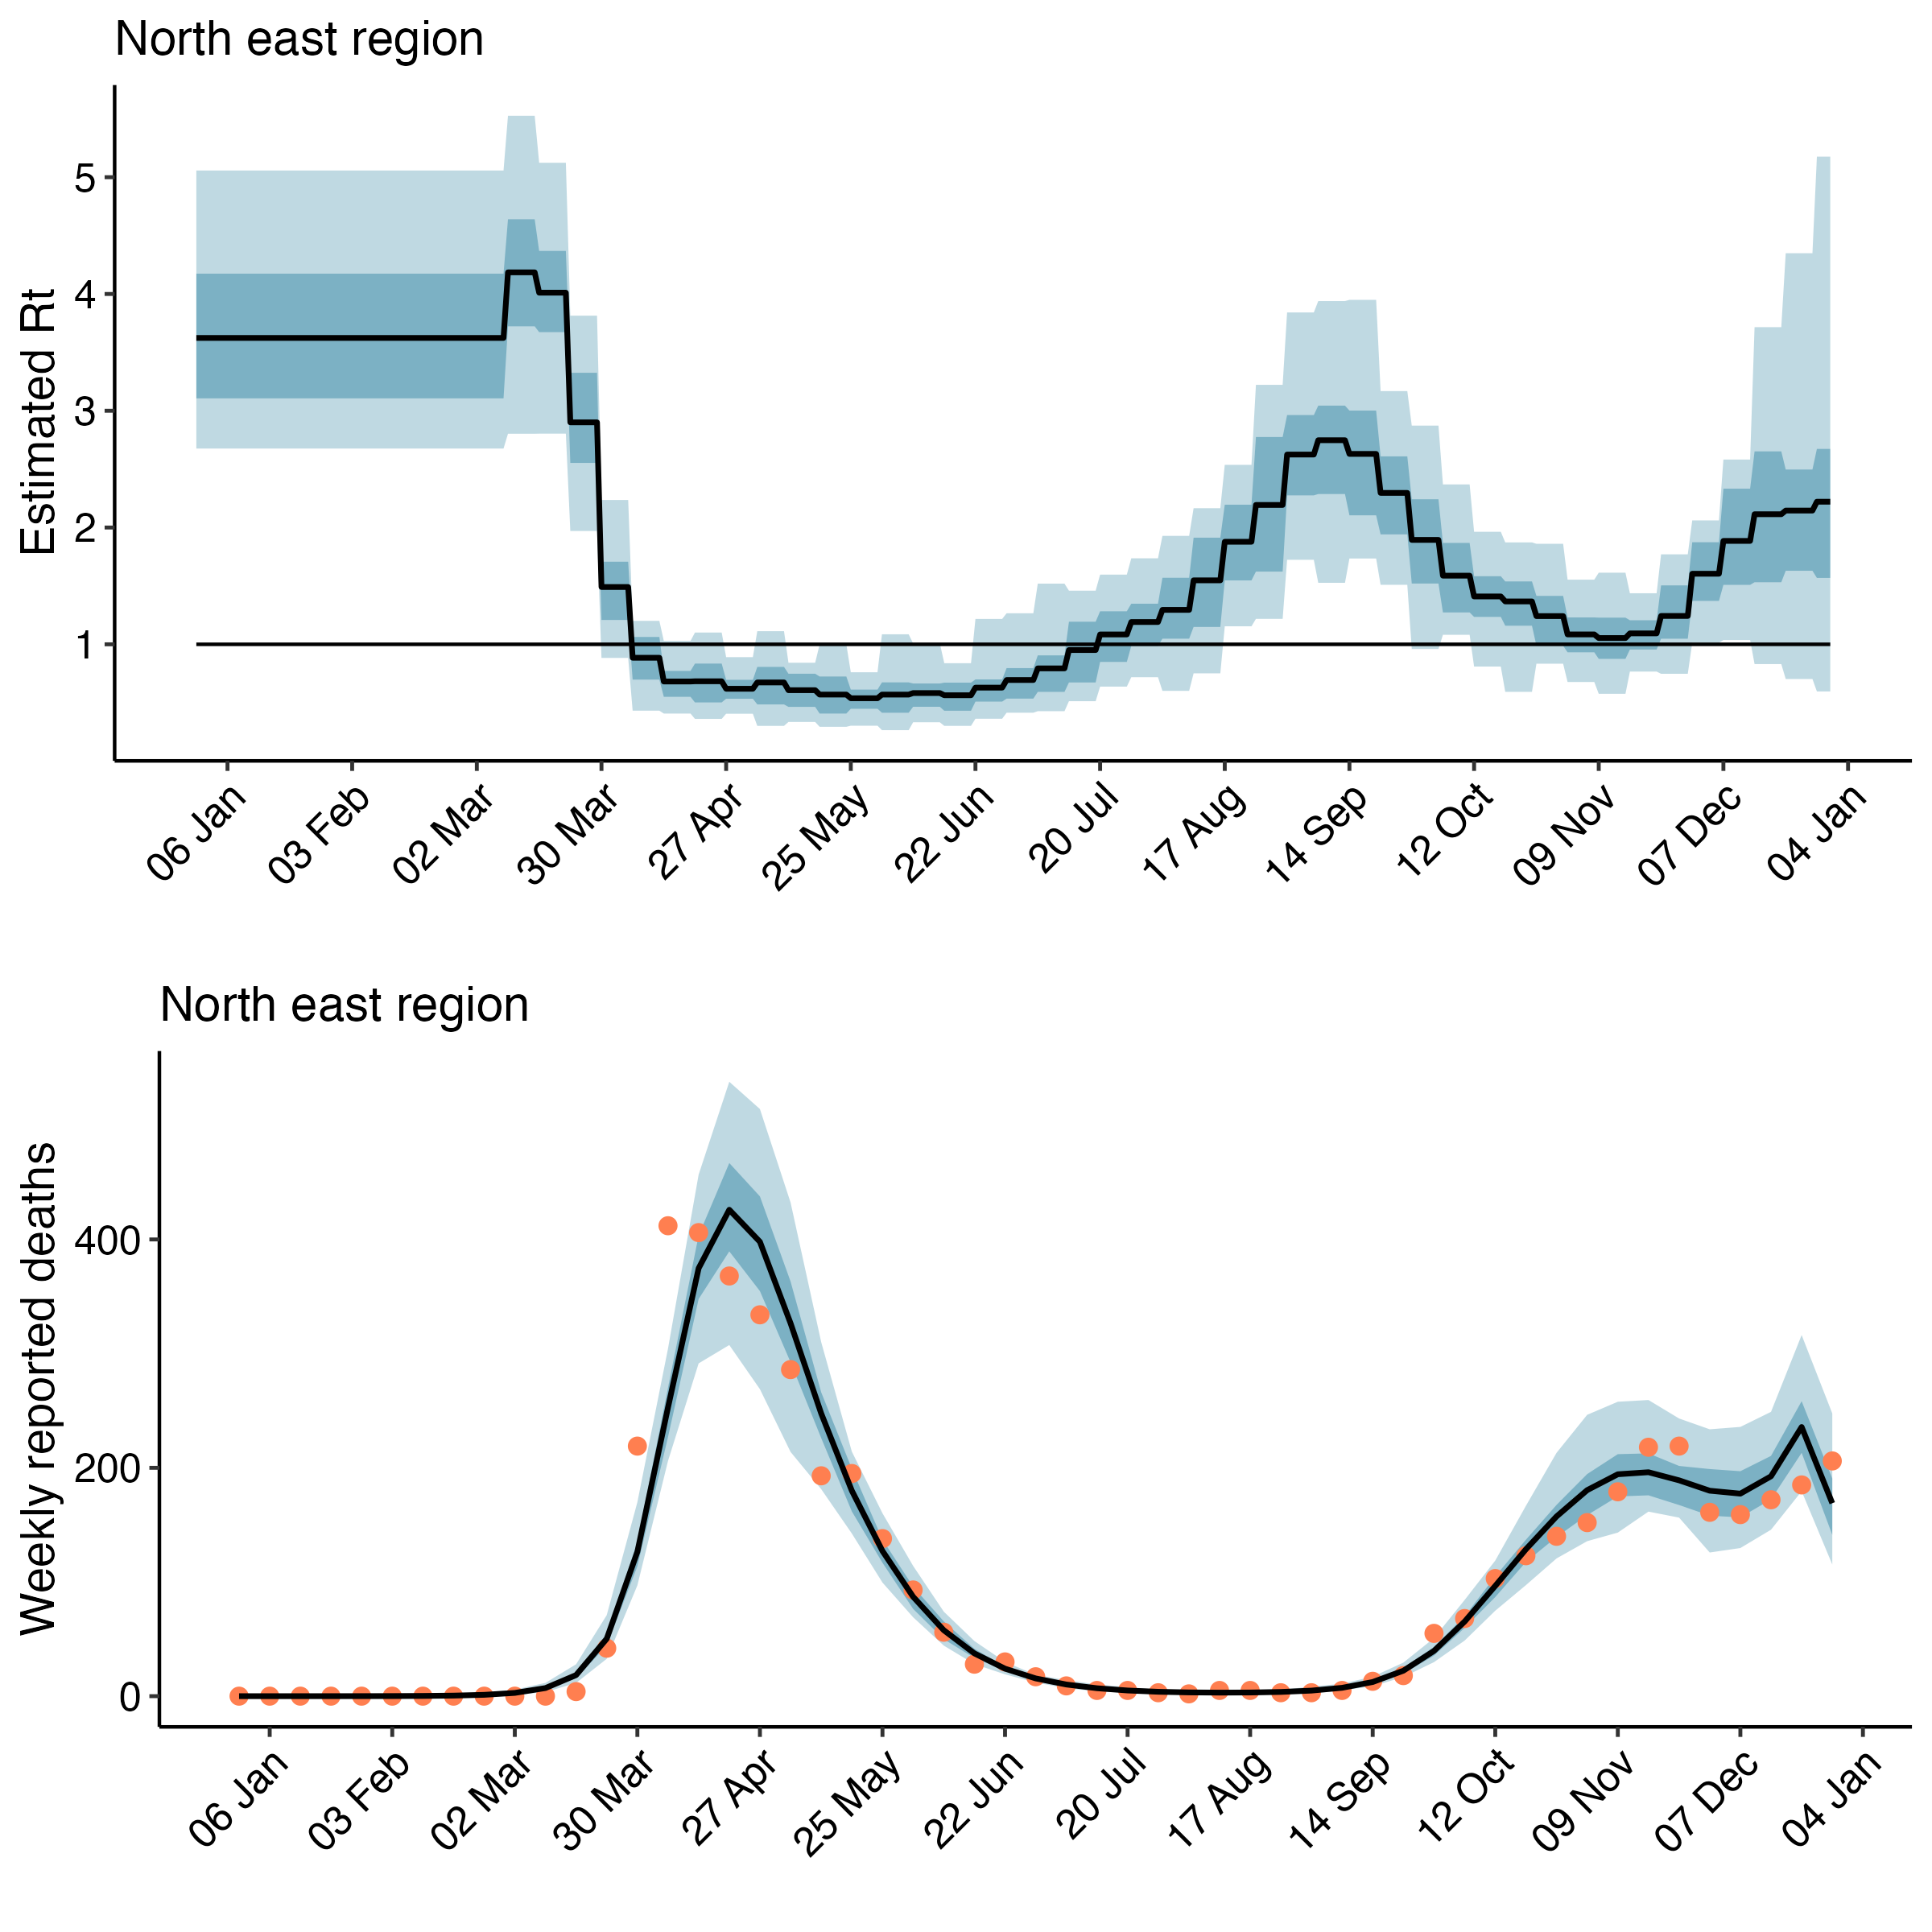 North east region
Estimated Rt
5
4
3
2
1
06 Jan
03 Feb
02 Mar
30 Mar
27 Apr
25 May
22 Jun
20 Jul
17 Aug
14 Sep
12 Oct
09 Nov
07 Dec
04 Jan
North east region
Weekly reported deaths
400
200
0
06 Jan
03 Feb
02 Mar
30 Mar
27 Apr
25 May
22 Jun
20 Jul
17 Aug
14 Sep
12 Oct
09 Nov
07 Dec
04 Jan